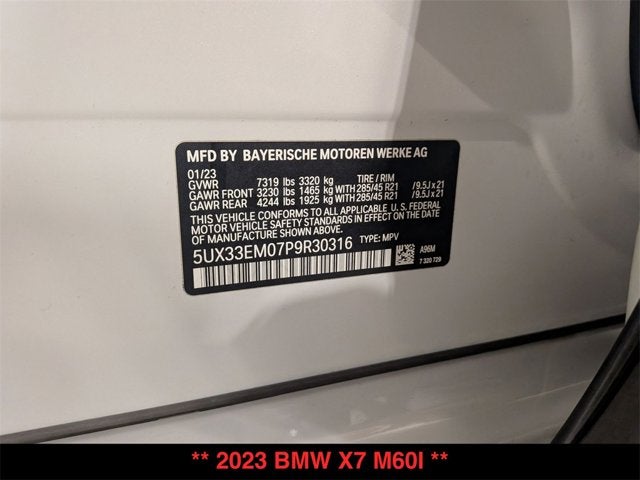 MFD BY BAYERISCHE MOTOREN WERKE AG
01/23
GVWR 7319 lbs 3320 kg TIRE / RIM
GAWR FRONT 3230 lbs 1465 kg WITH 285/45 R21 /9.5J x 21
GAWR REAR 4244 lbs 1925 kg WITH 285/45 R21 /9.5J x 21
THIS VEHICLE CONFORMS TO ALL APPLICABLE U. S. FEDERAL
MOTOR VEHICLE SAFETY STANDARDS IN EFFECT ON THE DATE
OF MANUFACTURE SHOWN ABOVE.
5UX33EM07P9R30316 TYPE: MPV
A96M
7 320 729
** 2023 BMW X7 M60I **